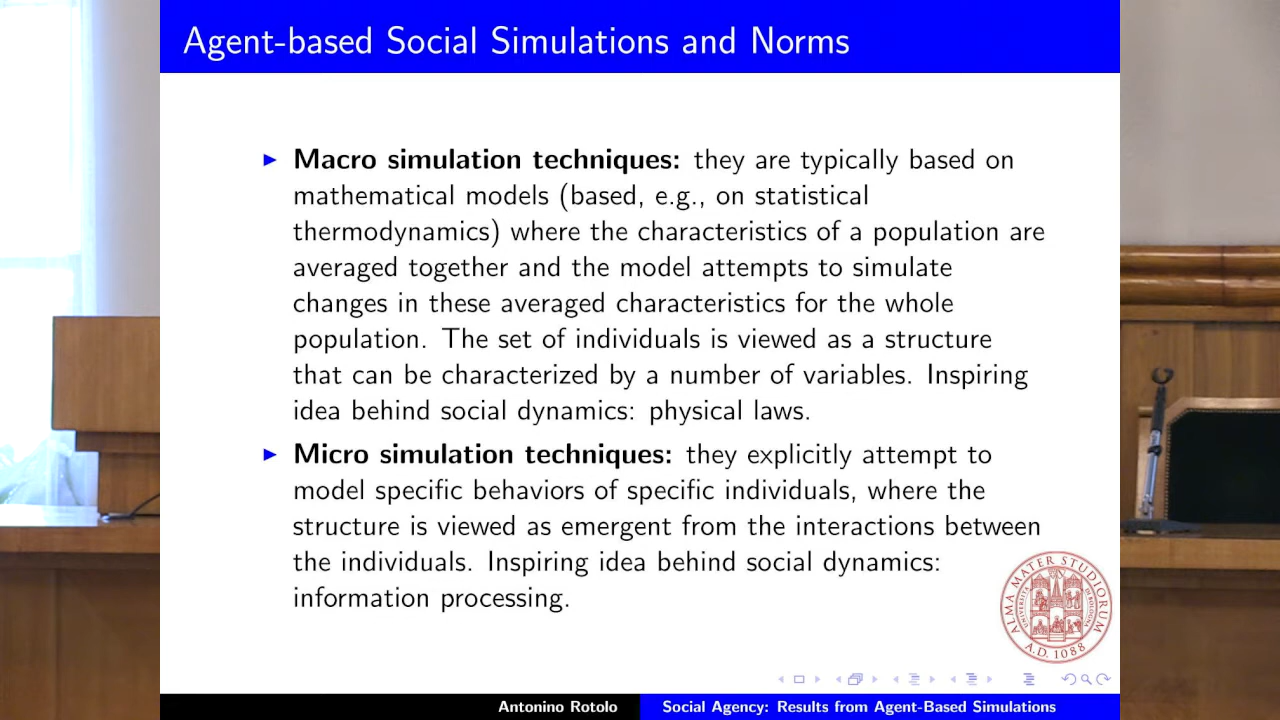 Agent-based Social Simulations and Norms
Macro simulation techniques: they are typically based on
mathematical models (based, e.g., on statistical
thermodynamics) where the characteristics of a population are
averaged together and the model attempts to simulate
changes in these averaged characteristics for the whole
population. The set of individuals is viewed as a structure
that can be characterized by a number of variables. Inspiring
idea behind social dynamics: physical laws.
Micro simulation techniques: they explicitly attempt to
model specific behaviors of specific individuals, where the
structure is viewed as emergent from the interactions between
the individuals. Inspiring idea behind social dynamics:
information processing.
ALMA MATER STUDIORUM
A.D. 1088
Antonino Rotolo
Social Agency: Results from Agent-Based Simulations